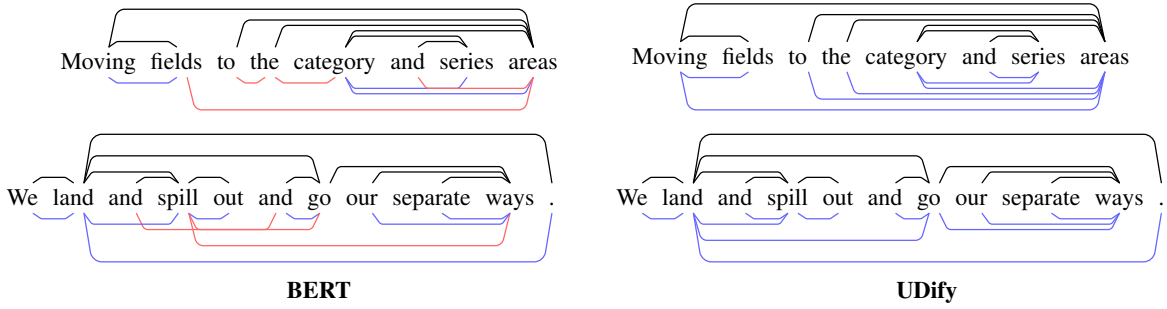 Moving fields to the category and series areas
Moving fields to the category and series areas
We land and spill out and go our separate ways .
We land and spill out and go our separate ways .
BERT
UDify